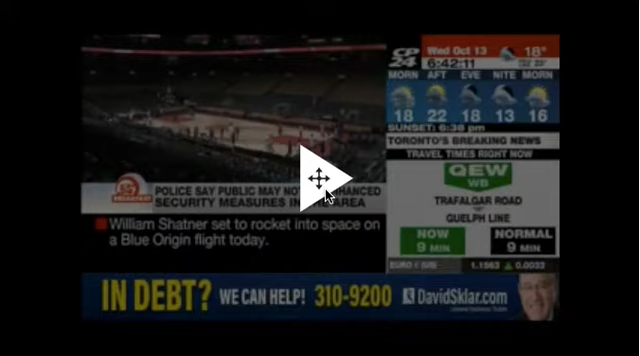 CP
24
Wed Oct 13
18°
6:42:11
MORN AFT EVE NITE MORN
18 22 18 13 16
SUNSET: 6:38 pm
TORONTO'S BREAKING NEWS
TRAVEL TIMES RIGHT NOW
QEW
WB
TRAFALGAR ROAD
GUELPH LINE
NOW NORMAL
9 MIN 9 MIN
BREAKFAST
POLICE SAY PUBLIC MAY
SECURITY MEASURES IN AREA
William Shatner set to rocket into space on
a Blue Origin flight today.
1.1563 0.0032
IN DEBT? WE CAN HELP! 310-9200 DavidSklar.com